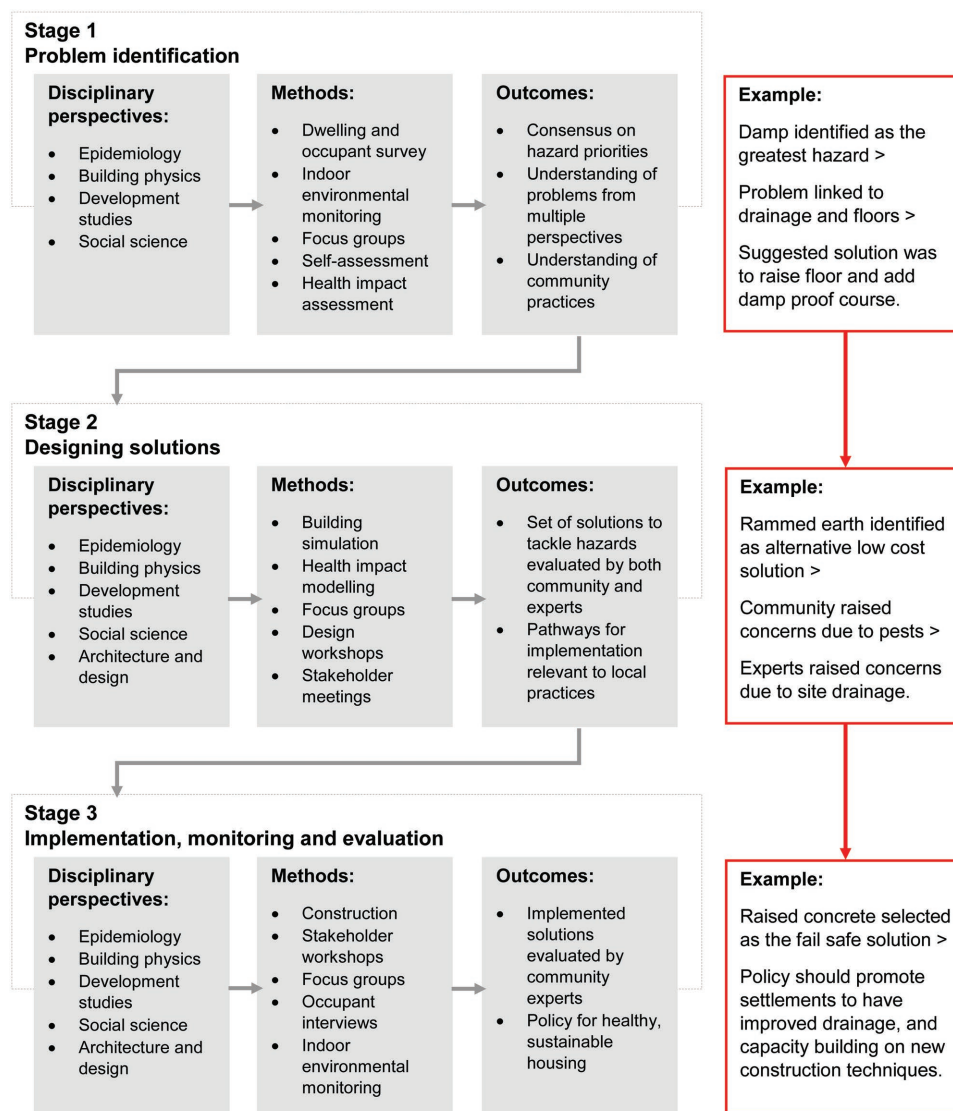 Stage 1
Problem identification
Disciplinary
perspectives:
• Epidemiology
• Building physics
• Development
studies
• Social science
Methods:
• Dwelling and
occupant survey
• Indoor
environmental
monitoring
• Focus groups
• Self-assessment
• Health impact
assessment
Outcomes:
• Consensus on
hazard priorities
• Understanding of
problems from
multiple
perspectives
• Understanding of
community
practices
Example:
Damp identified as the
greatest hazard >
Problem linked to
drainage and floors >
Suggested solution was
to raise floor and add
damp proof course.
Stage 2
Designing solutions
Disciplinary
perspectives:
• Epidemiology
• Building physics
• Development
studies
• Social science
• Architecture and
design
Methods:
• Building
simulation
• Health impact
modelling
• Focus groups
• Design
workshops
• Stakeholder
meetings
Outcomes:
• Set of solutions to
tackle hazards
evaluated by both
community and
experts
• Pathways for
implementation
relevant to local
practices
Example:
Rammed earth identified
as alternative low cost
solution >
Community raised
concerns due to pests >
Experts raised concerns
due to site drainage.
Stage 3
Implementation, monitoring and evaluation
Disciplinary
perspectives:
• Epidemiology
• Building physics
• Development
studies
• Social science
• Architecture and
design
Methods:
• Construction
• Stakeholder
workshops
• Focus groups
• Occupant
interviews
• Indoor
environmental
monitoring
Outcomes:
• Implemented
solutions
evaluated by
community
experts
• Policy for healthy,
sustainable
housing
Example:
Raised concrete selected
as the fail safe solution >
Policy should promote
settlements to have
improved drainage, and
capacity building on new
construction techniques.